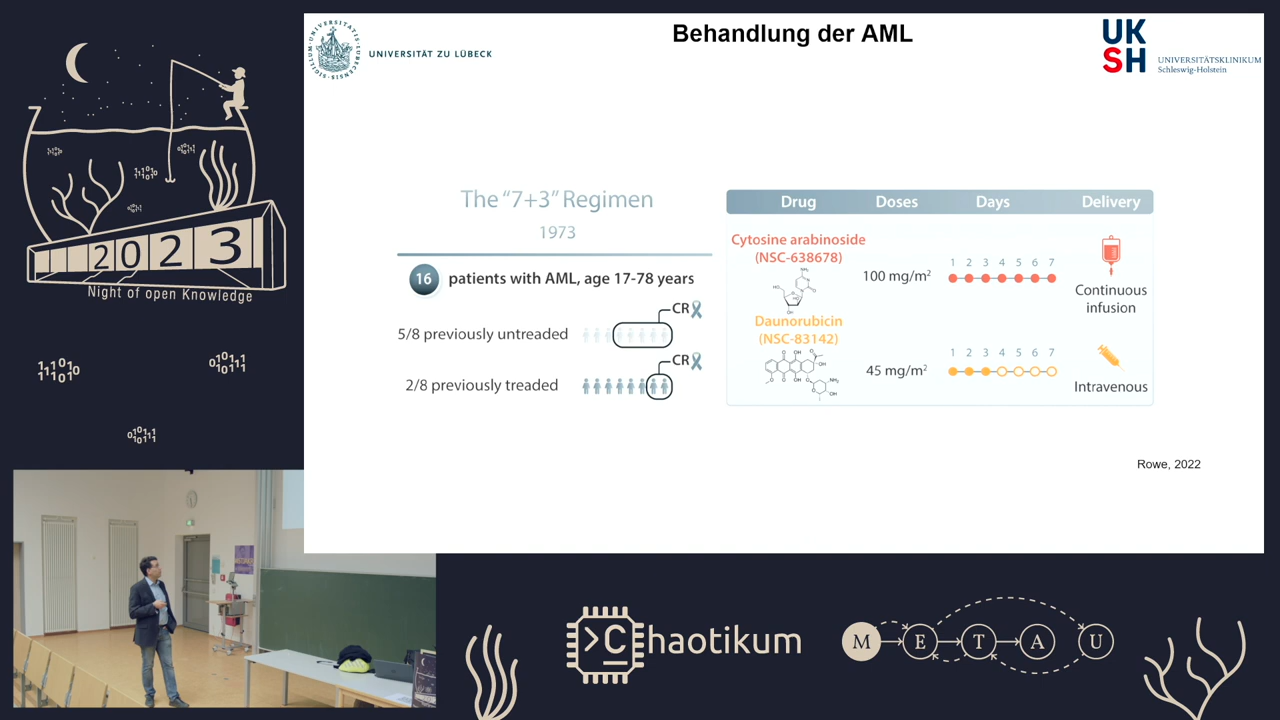 Behandlung der AML
UNIVERSITÄT ZU LÜBECK
UK
SH
UNIVERSITÄTSKLINIKUM
Schleswig-Holstein
The “7+3” Regimen
1973
16 patients with AML, age 17-78 years
CR
5/8 previously untreaded
CR
2/8 previously treaded
Drug Doses Days Delivery
Cytosine arabinoside
(NSC-638678)
100 mg/m²
1 2 3 4 5 6 7
Continuous
infusion
Daunorubicin
(NSC-83142)
45 mg/m²
1 2 3 4 5 6 7
Intravenous
Rowe, 2022
2023
Night of open Knowledge
>C haotikum
M E T A U